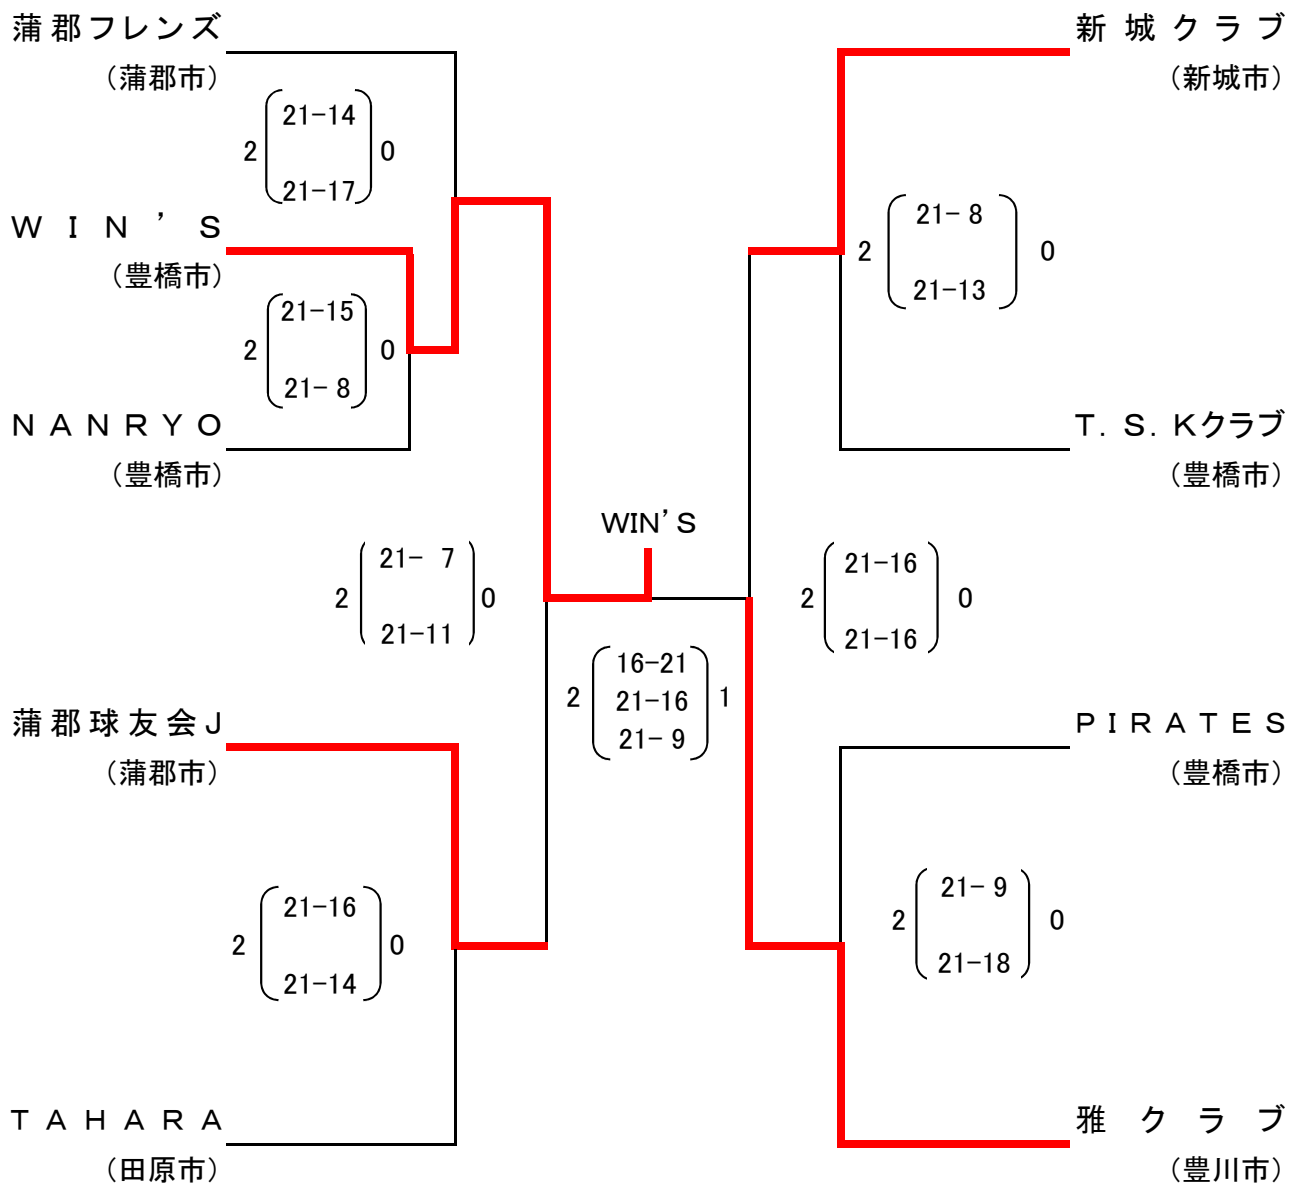 蒲郡フレンズ
（蒲郡市）
2 21-14 0
21-17
WIN'S
（豊橋市）
2 21-15 0
21- 8
NANRYO
（豊橋市）
2 21- 7 0
21-11
蒲郡球友会J
（蒲郡市）
2 21-16 0
21-14
TAHARA
（田原市）
WIN'S
16-21
2 21-16 1
21- 9
新城クラブ
（新城市）
2 21- 8 0
21-13
T.S.Kクラブ
（豊橋市）
2 21-16 0
21-16
PIRATES
（豊橋市）
2 21- 9 0
21-18
雅クラブ
（豊川市）